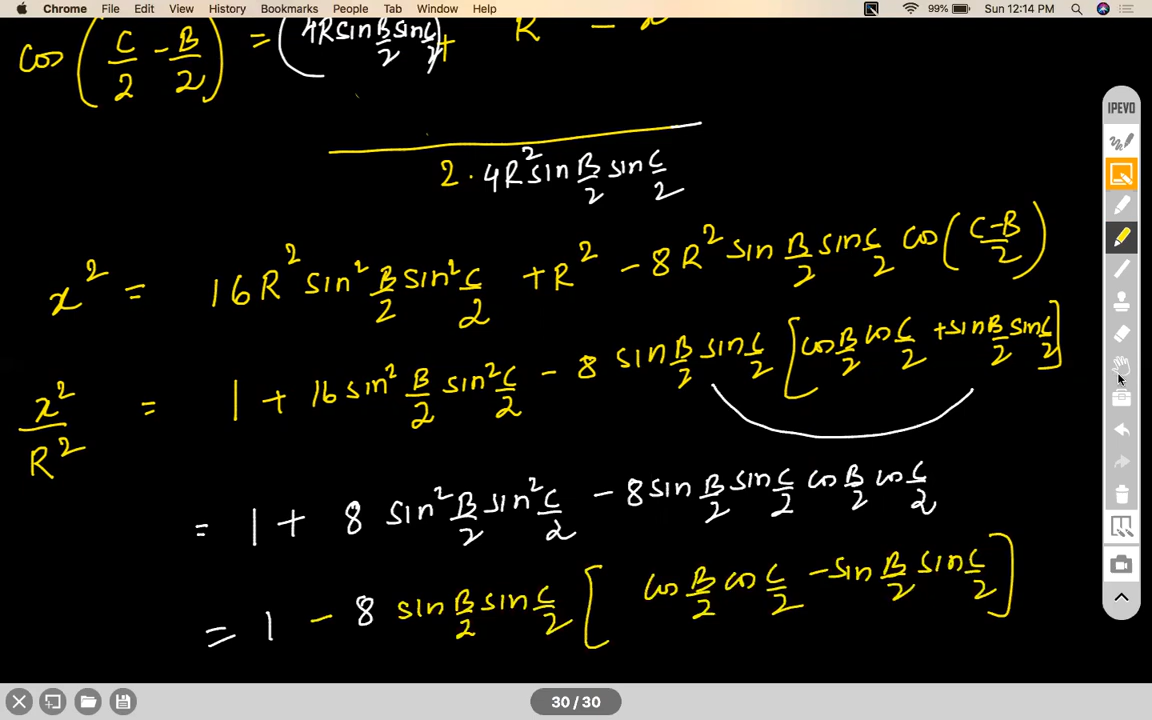 Chrome File Edit View History Bookmarks People Tab Window Help 99% Sun 12:14 PM
cos(C/2 - B/2) = (4R sin B/2 sin C/2) + R -
2 · 4R² sin B/2 sin C/2
x² = 16R² sin² B/2 sin² C/2 + R² - 8R² sin B/2 sin C/2 cos(C-B/2)
x²/R² = 1 + 16 sin² B/2 sin² C/2 - 8 sin B/2 sin C/2 [cos B/2 cos C/2 + sin B/2 sin C/2]
= 1 + 8 sin² B/2 sin² C/2 - 8 sin B/2 sin C/2 cos B/2 cos C/2
= 1 - 8 sin B/2 sin C/2 [cos B/2 cos C/2 - sin B/2 sin C/2]
IPEVO
30 / 30